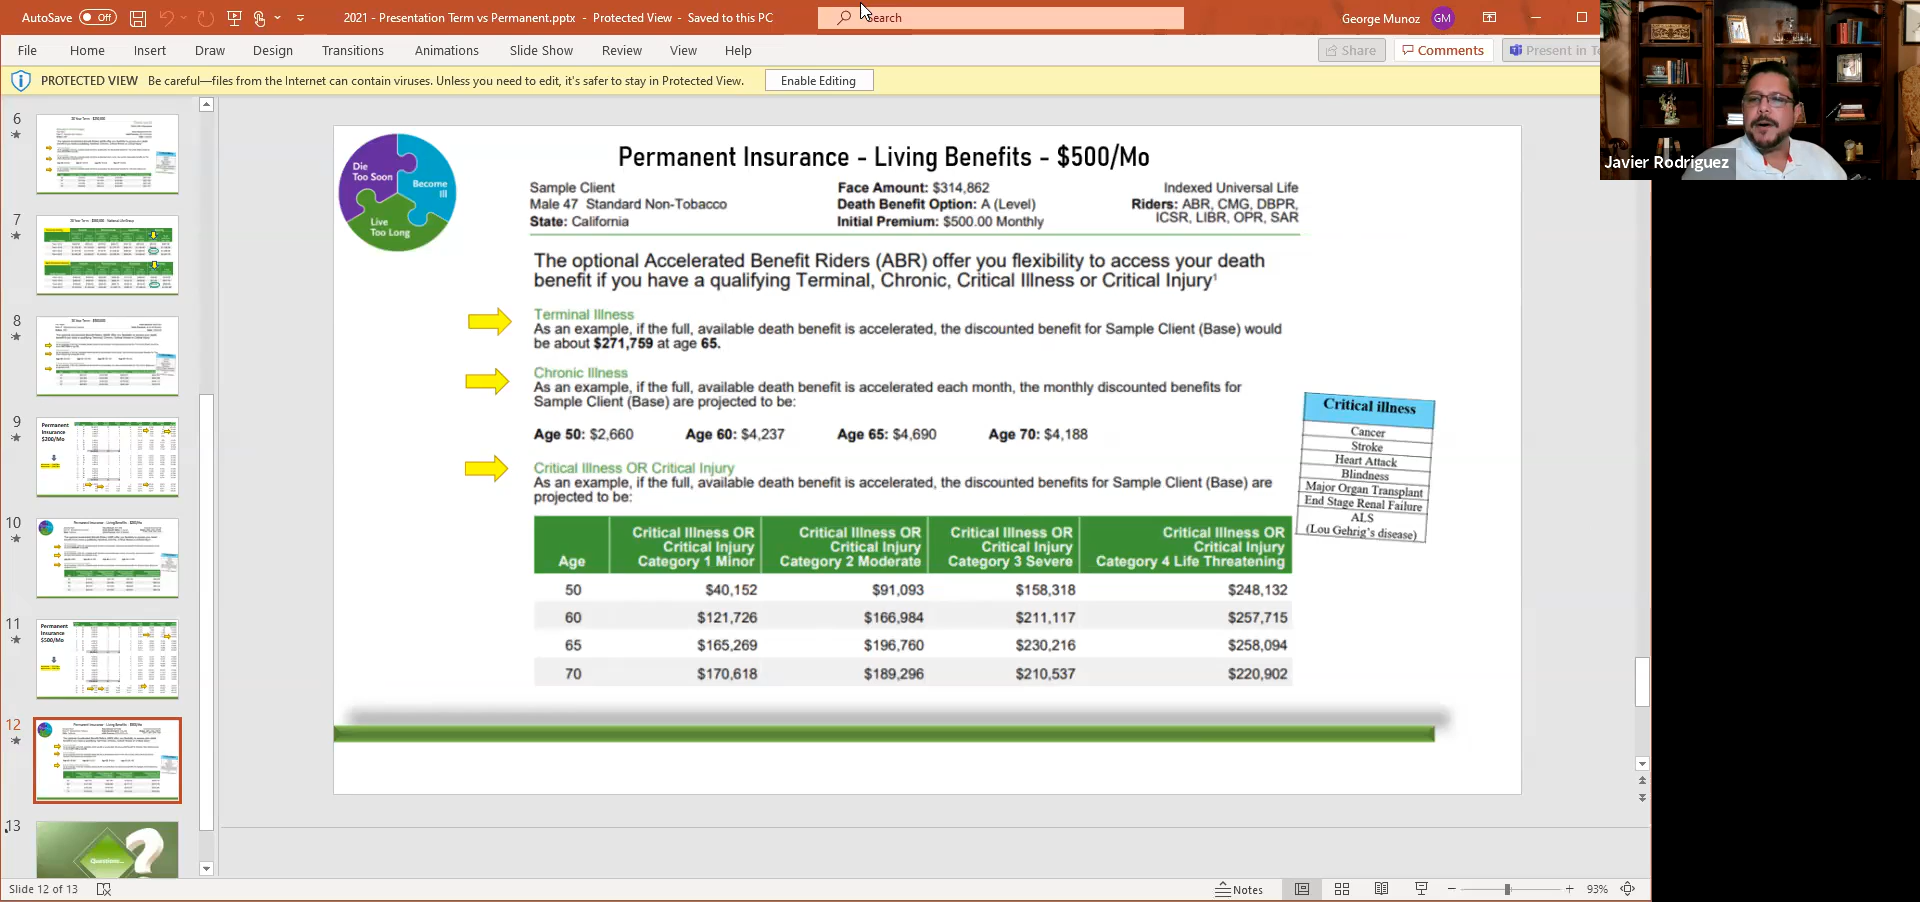 AutoSave Off
2021 - Presentation Term vs Permanent.pptx - Protected View - Saved to this PC
Search
George Munoz GM
File Home Insert Draw Design Transitions Animations Slide Show Review View Help
Share Comments Present in Te
PROTECTED VIEW Be careful—files from the Internet can contain viruses. Unless you need to edit, it's safer to stay in Protected View. Enable Editing
Javier Rodriguez
6
7
8
9
Permanent
Insurance
$200/Mo
10
11
Permanent
Insurance
$500/Mo
12
13
Questions...
Die
Too Soon
Become
Ill
Live
Too Long
Permanent Insurance - Living Benefits - $500/Mo
Sample Client Face Amount: $314,862 Indexed Universal Life
Male 47 Standard Non-Tobacco Death Benefit Option: A (Level) Riders: ABR, CMG, DBPR,
State: California Initial Premium: $500.00 Monthly ICSR, LIBR, OPR, SAR
The optional Accelerated Benefit Riders (ABR) offer you flexibility to access your death
benefit if you have a qualifying Terminal, Chronic, Critical Illness or Critical Injury¹
Terminal Illness
As an example, if the full, available death benefit is accelerated, the discounted benefit for Sample Client (Base) would
be about $271,759 at age 65.
Chronic Illness
As an example, if the full, available death benefit is accelerated each month, the monthly discounted benefits for
Sample Client (Base) are projected to be:
Age 50: $2,660 Age 60: $4,237 Age 65: $4,690 Age 70: $4,188
Critical Illness OR Critical Injury
As an example, if the full, available death benefit is accelerated, the discounted benefits for Sample Client (Base) are
projected to be:
Critical Illness OR Critical Illness OR Critical Illness OR Critical Illness OR
Critical Injury Critical Injury Critical Injury Critical Injury
Age Category 1 Minor Category 2 Moderate Category 3 Severe Category 4 Life Threatening
50 $40,152 $91,093 $158,318 $248,132
60 $121,726 $166,984 $211,117 $257,715
65 $165,269 $196,760 $230,216 $258,094
70 $170,618 $189,296 $210,537 $220,902
Critical illness
Cancer
Stroke
Heart Attack
Blindness
Major Organ Transplant
End Stage Renal Failure
ALS
(Lou Gehrig's disease)
Slide 12 of 13
Notes
93%